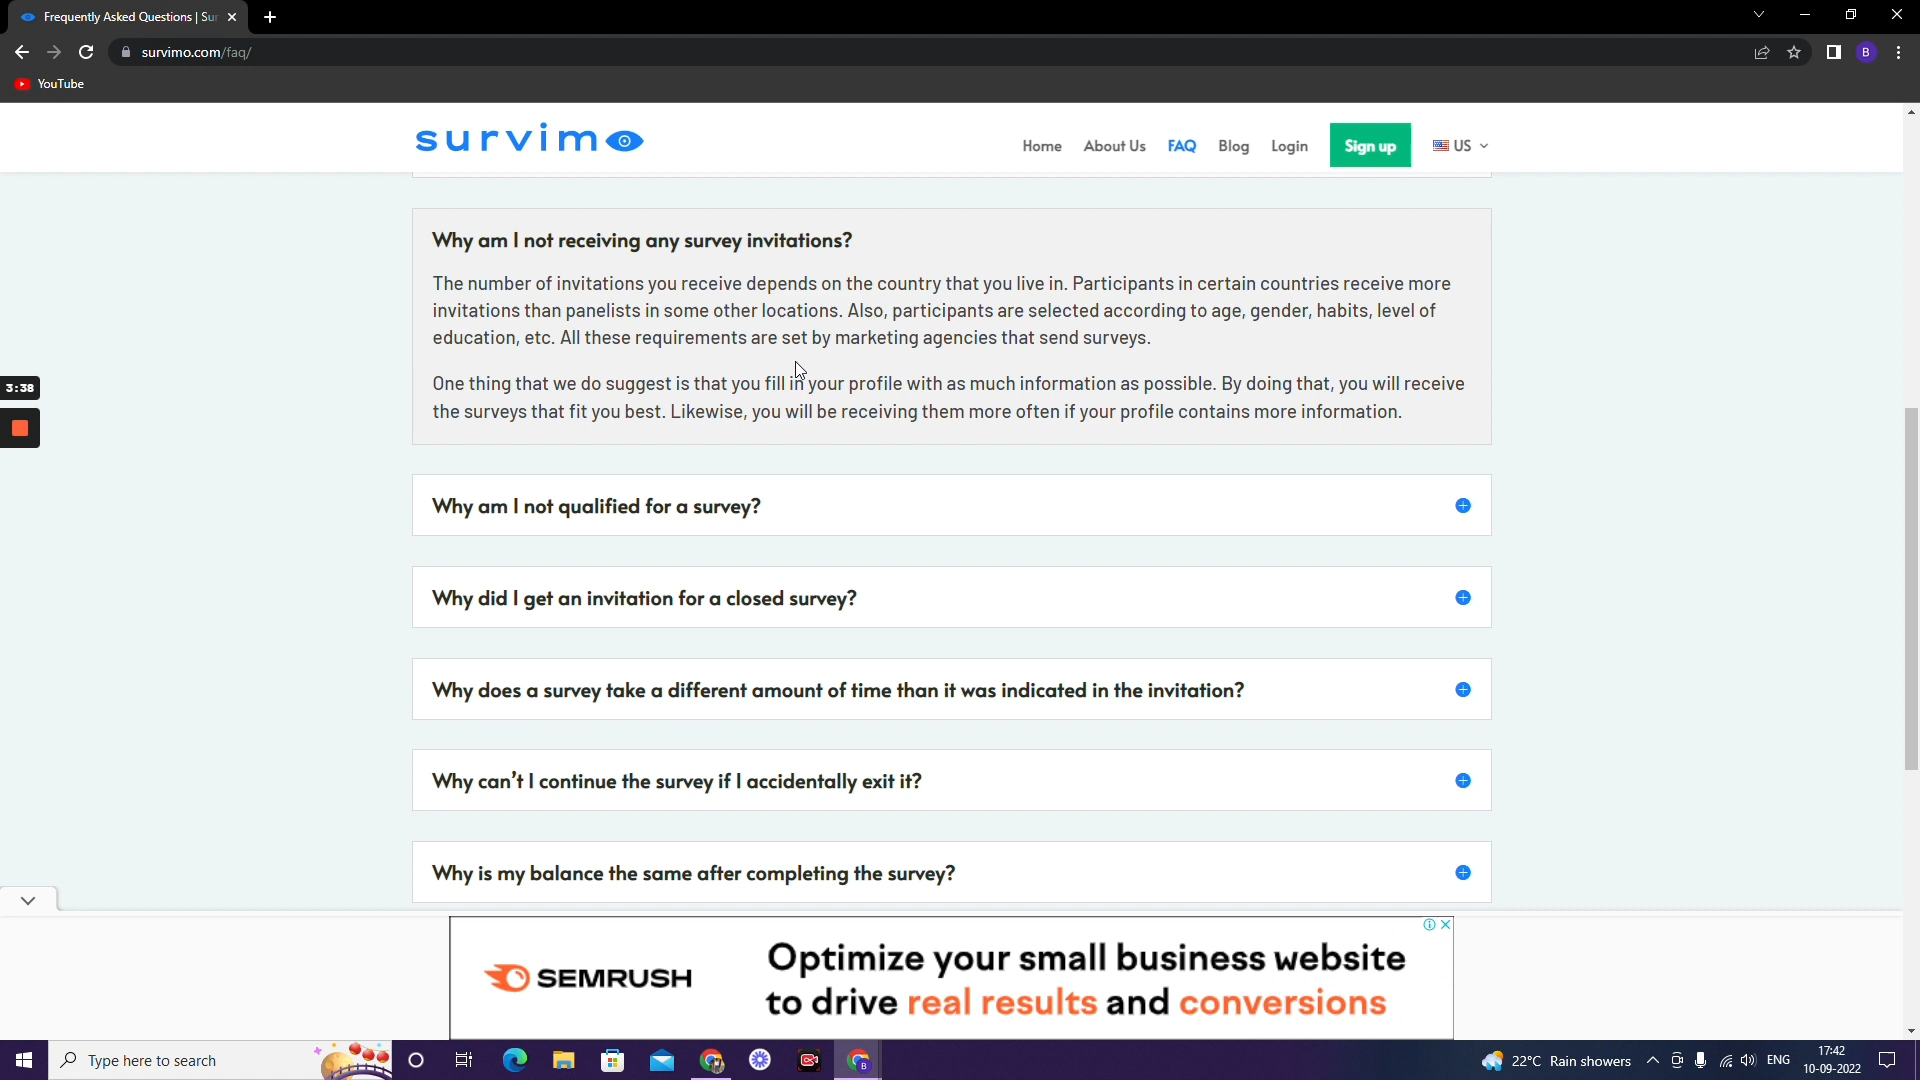 Frequently Asked Questions | Sur
survimo.com/faq/
B
YouTube
survimo
Home
About Us
FAQ
Blog
Login
Sign up
US
Why am I not receiving any survey invitations?
The number of invitations you receive depends on the country that you live in. Participants in certain countries receive more
invitations than panelists in some other locations. Also, participants are selected according to age, gender, habits, level of
education, etc. All these requirements are set by marketing agencies that send surveys.
3:38
One thing that we do suggest is that you fill in your profile with as much information as possible. By doing that, you will receive
the surveys that fit you best. Likewise, you will be receiving them more often if your profile contains more information.
Why am I not qualified for a survey?
Why did I get an invitation for a closed survey?
Why does a survey take a different amount of time than it was indicated in the invitation?
Why can't I continue the survey if I accidentally exit it?
Why is my balance the same after completing the survey?
SEMRUSH
Optimize your small business website
to drive real results and conversions
Type here to search
B
22°C Rain showers
ENG
17:42
10-09-2022